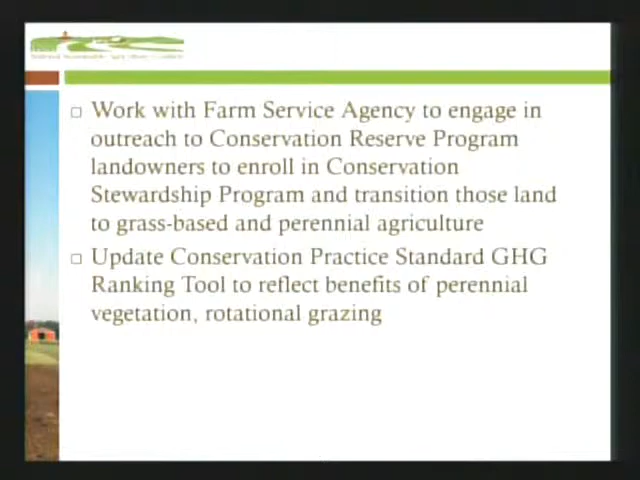 □ Work with Farm Service Agency to engage in
outreach to Conservation Reserve Program
landowners to enroll in Conservation
Stewardship Program and transition those land
to grass-based and perennial agriculture
□ Update Conservation Practice Standard GHG
Ranking Tool to reflect benefits of perennial
vegetation, rotational grazing